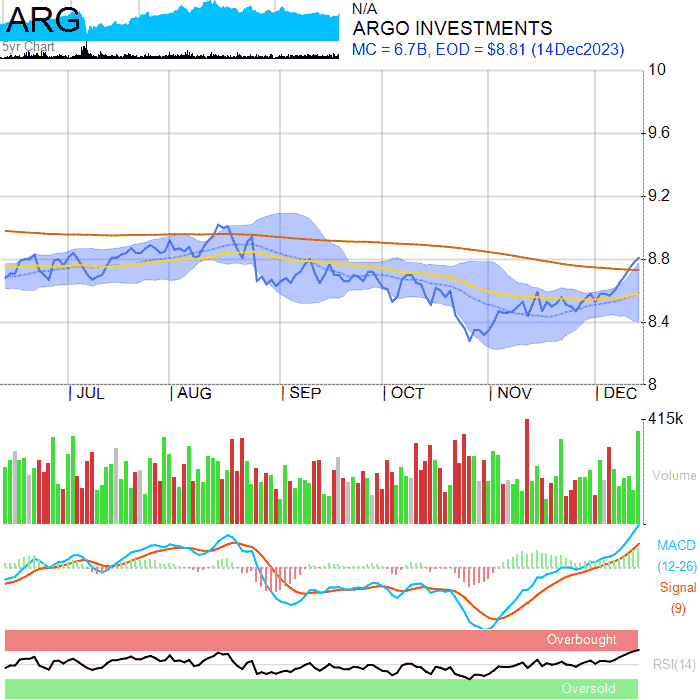 ARG
5yr Chart
N/A
ARGO INVESTMENTS
MC = 6.7B, EOD = $8.81 (14Dec2023)
10
9.6
9.2
8.8
8.4
8
JUL AUG SEP OCT NOV DEC
415k
Volume
MACD
(12-26)
Signal
(9)
Overbought
RSI(14)
Oversold